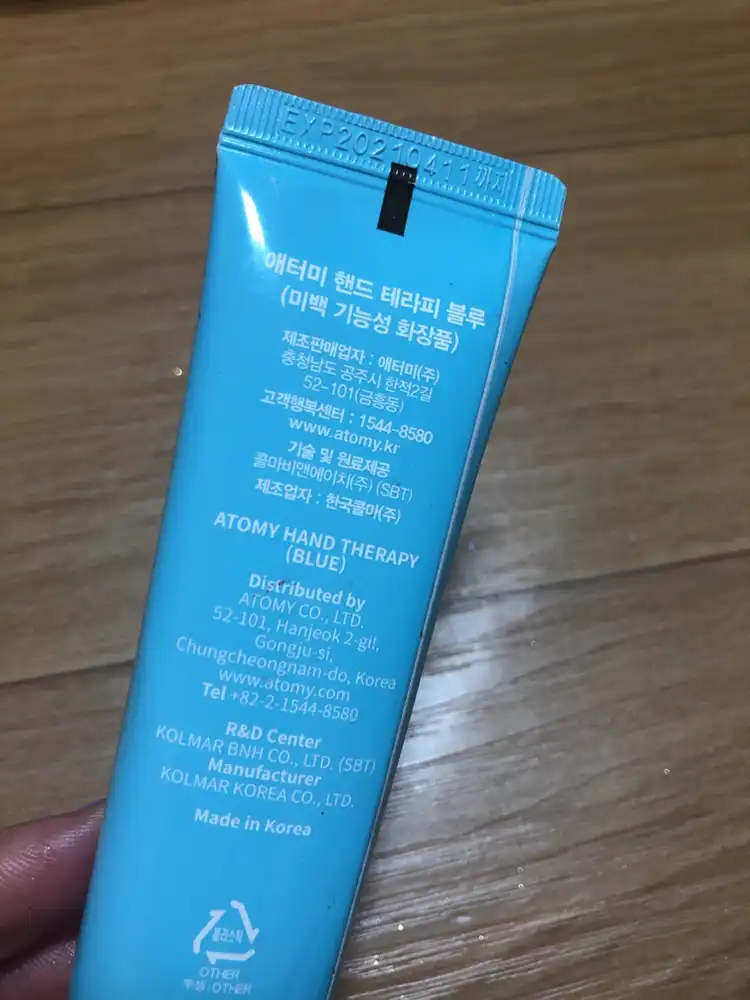 EXP20210411까지
애터미 핸드 테라피 블루
(미백 기능성 화장품)
제조판매업자 : 애터미(주)
충청남도 공주시 한적2길
52-101(금흥동)
고객행복센터 : 1544-8580
www.atomy.kr
기술 및 원료제공
콜마비앤에이치(주) (SBT)
제조업자 : 한국콜마(주)
ATOMY HAND THERAPY
(BLUE)
Distributed by
ATOMY CO., LTD.
52-101, Hanjeok 2-gil,
Gongju-si,
Chungcheongnam-do, Korea
www.atomy.com
Tel +82-2-1544-8580
R&D Center
KOLMAR BNH CO., LTD. (SBT)
Manufacturer
KOLMAR KOREA CO., LTD.
Made in Korea
플라스틱
OTHER
뚜껑:OTHER